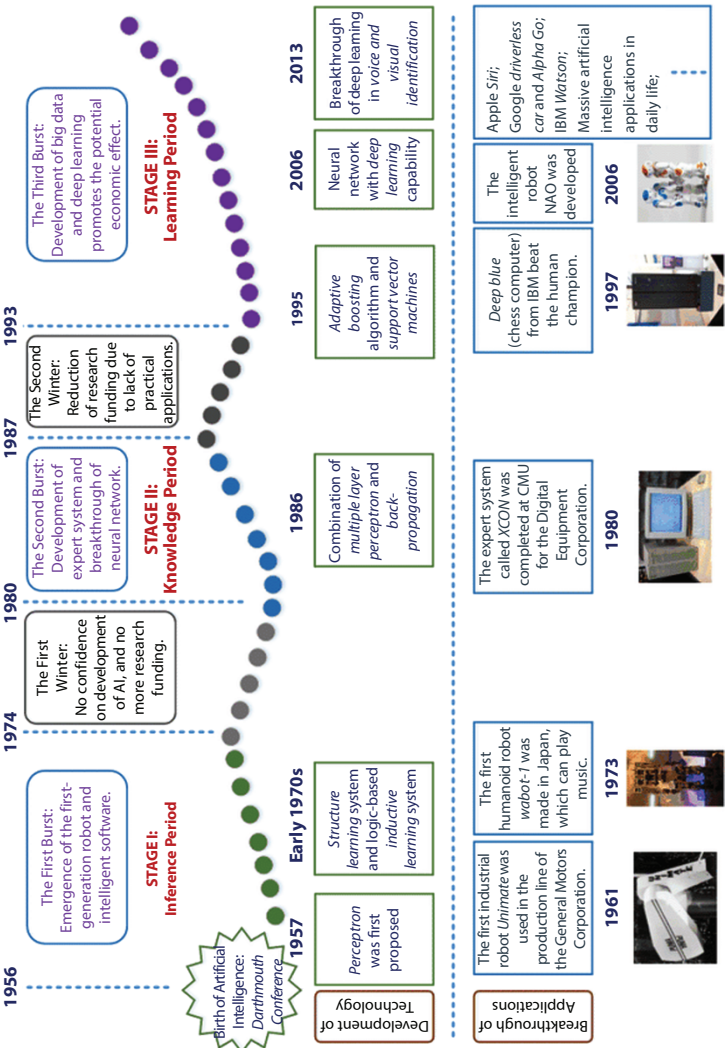 1956
1974
1980
1987
1993
The First Burst:
Emergence of the first-
generation robot and
intelligent software.
STAGE I:
Inference Period
The First
Winter:
No confidence
on development
of AI, and no
more research
funding.
The Second Burst:
Development of
expert system and
breakthrough of
neural network.
STAGE II:
Knowledge Period
The Second
Winter:
Reduction
of research
funding due
to lack of
practical
applications.
The Third Burst:
Development of big data
and deep learning
promotes the potential
economic effect.
STAGE III:
Learning Period
Birth of Artificial
Intelligence:
Darthmouth
Conference
1957
Early 1970s
1986
1995
2006
2013
Development of
Technology
Perceptron
was first
proposed
Structure
learning system
and logic-based
inductive
learning system
Combination of
multiple layer
perceptron and
back-
propagation
Adaptive
boosting
algorithm and
support vector
machines
Neural
network
with deep
learning
capability
Breakthrough
of deep learning
in voice and
visual
identification
Breakthrough of
Applications
The first industrial
robot Unimate was
used in the
production line of
the General Motors
Corporation.
The first
humanoid robot
wabot-1 was
made in Japan,
which can play
music.
The expert system
called XCON was
completed at CMU
for the Digital
Equipment
Corporation.
Deep blue
(chess computer)
from IBM beat
the human
champion.
The
intelligent
robot
NAO was
developed
Apple Siri;
Google driverless
car and Alpha Go;
IBM Watson;
Massive artificial
intelligence
applications in
daily life;
1961
1973
1980
1997
2006